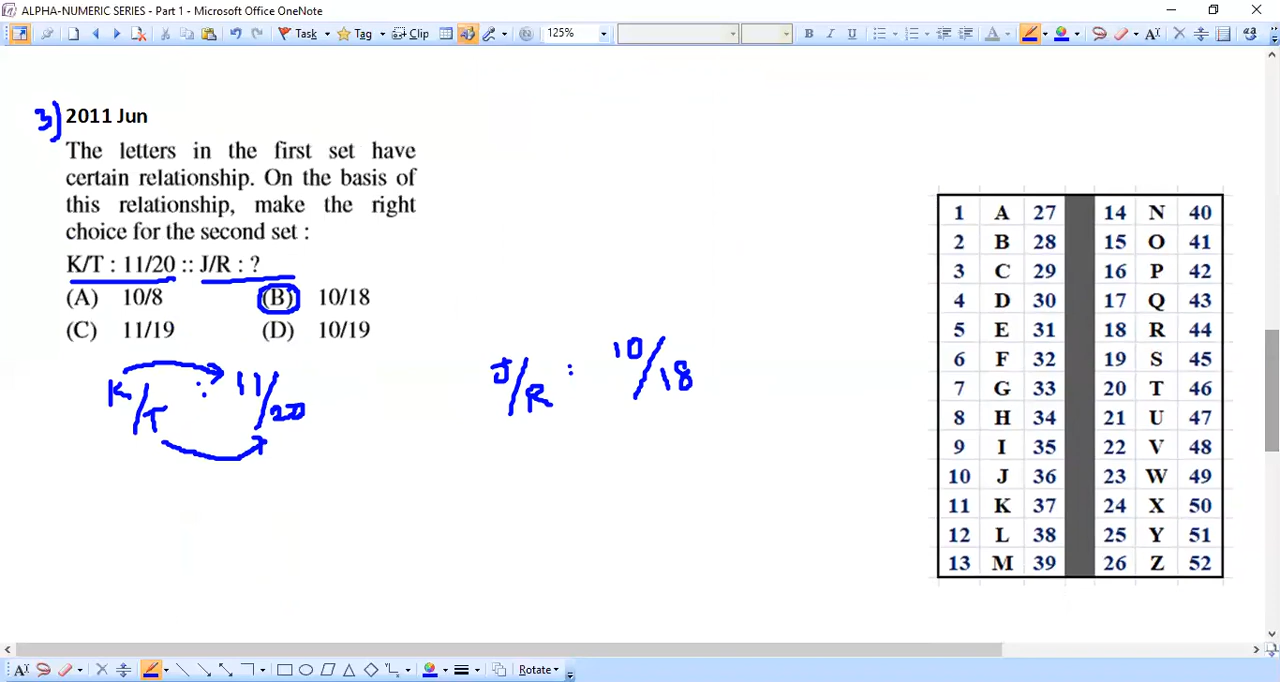 ALPHA-NUMERIC SERIES - Part 1 - Microsoft Office OneNote
Task Tag Clip 125% B I U A
3) 2011 Jun
The letters in the first set have
certain relationship. On the basis of
this relationship, make the right
choice for the second set :
K/T : 11/20 :: J/R : ?
(A) 10/8 (B) 10/18
(C) 11/19 (D) 10/19
K/T : 11/20 J/R : 10/18
1 A 27 14 N 40
2 B 28 15 O 41
3 C 29 16 P 42
4 D 30 17 Q 43
5 E 31 18 R 44
6 F 32 19 S 45
7 G 33 20 T 46
8 H 34 21 U 47
9 I 35 22 V 48
10 J 36 23 W 49
11 K 37 24 X 50
12 L 38 25 Y 51
13 M 39 26 Z 52
Rotate